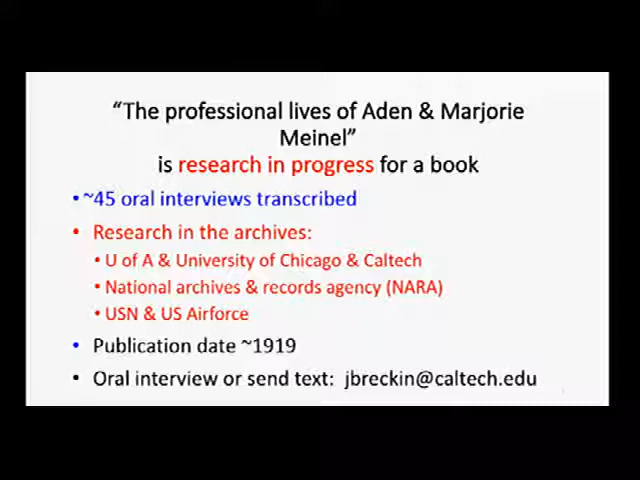 “The professional lives of Aden & Marjorie
Meinel”
is research in progress for a book
•~45 oral interviews transcribed
• Research in the archives:
• U of A & University of Chicago & Caltech
• National archives & records agency (NARA)
• USN & US Airforce
• Publication date ~1919
• Oral interview or send text: jbreckin@caltech.edu